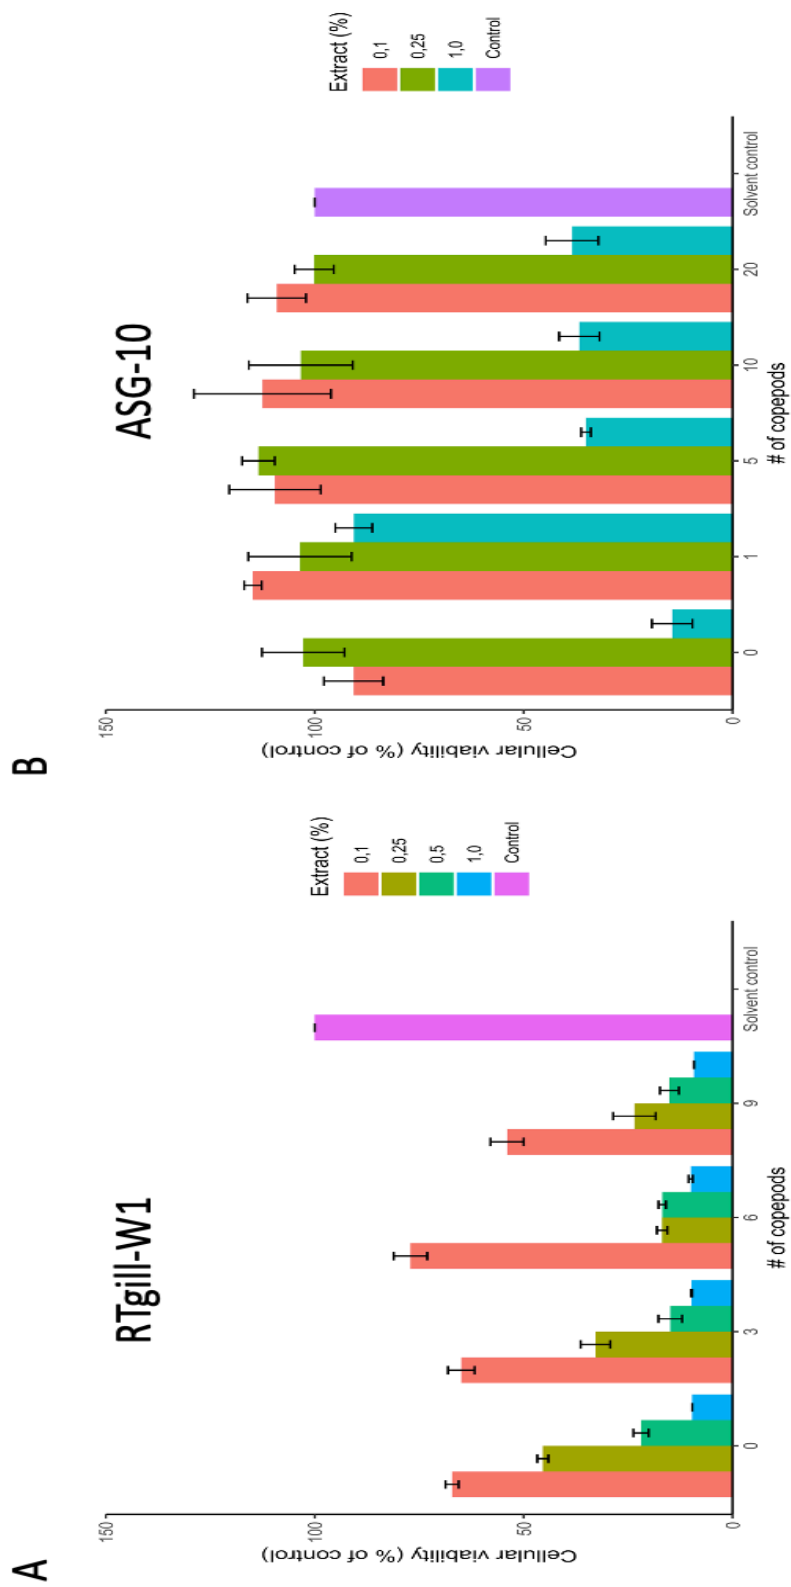 A
RTgill-W1
Cellular viability (% of control)
150
100
50
0
0
3
6
9
Solvent control
# of copepods
Extract (%)
0,1
0,25
0,5
1,0
Control
B
ASG-10
Cellular viability (% of control)
150
100
50
0
0
1
5
10
20
Solvent control
# of copepods
Extract (%)
0,1
0,25
1,0
Control